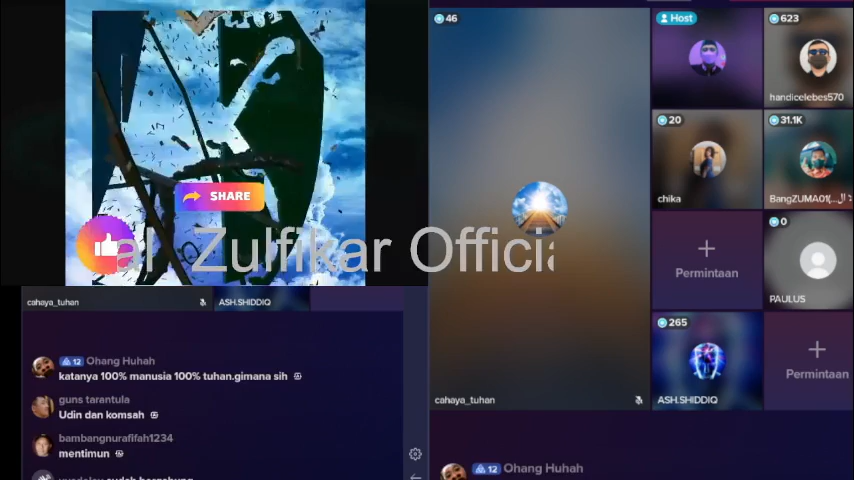 SHARE
al Zulfikar Officia
cahaya_tuhan
ASH.SHIDDIQ
12 Ohang Huhah
katanya 100% manusia 100% tuhan.gimana sih
guns tarantula
Udin dan komsah
bambangnurafifah1234
mentimun
46
Host
623
handicelebes570
20
chika
31.1K
BangZUMA01(...
Permintaan
0
PAULUS
265
ASH.SHIDDIQ
Permintaan
cahaya_tuhan
12 Ohang Huhah